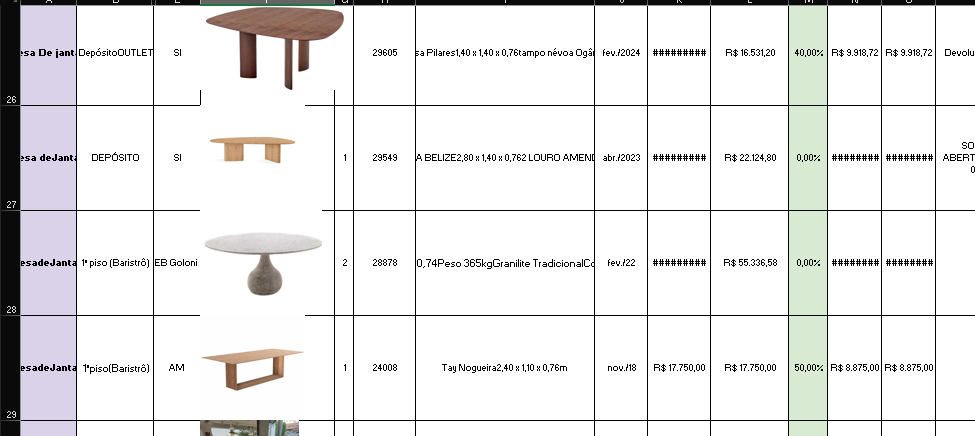 esa De janta
DepósitoOUTLET
SI
29605
sa Pilares1,40 x 1,40 x 0,76tampo névoa Ogâr
fev./2024
#########
R$ 16.531,20
40,00%
R$ 9.918,72
R$ 9.918,72
Devolu
26
esa deJanta
DEPÓSITO
SI
1
29549
A BELIZE2,80 x 1,40 x 0,762 LOURO AMEND
abr./2023
#########
R$ 22.124,80
0,00%
########
########
SO
ABERT
0
27
esadeJanta
1º piso (Baristrô)
EB Goloni
2
28878
0,74Peso 365kgGranilite TradicionalCo
fev./22
#########
R$ 55.336,58
0,00%
########
########
28
esadeJanta
1ºpiso(Baristrô)
AM
1
24008
Tay Nogueira2,40 x 1,10 x 0,76m
nov./18
R$ 17.750,00
R$ 17.750,00
50,00%
R$ 8.875,00
R$ 8.875,00
29